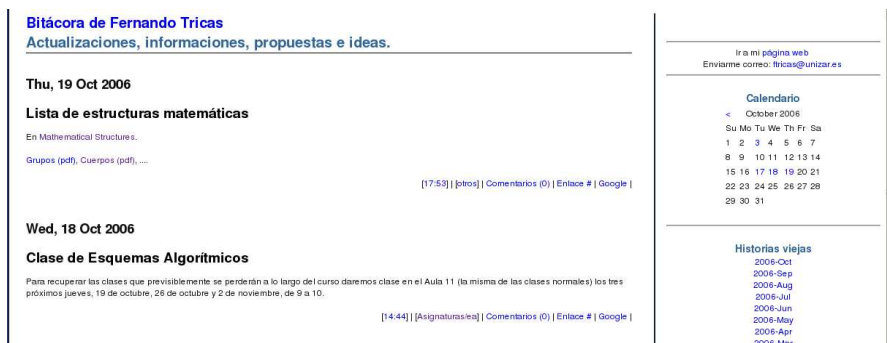 Bitácora de Fernando Tricas
Actualizaciones, informaciones, propuestas e ideas.
Thu, 19 Oct 2006
Lista de estructuras matemáticas
En Mathematical Structures.
Grupos (pdf), Cuerpos (pdf), ....
[17:53] | [otros] | Comentarios (0) | Enlace # | Google |
Wed, 18 Oct 2006
Clase de Esquemas Algorítmicos
Para recuperar las clases que previsiblemente se perderán a lo largo del curso daremos clase en el Aula 11 (la misma de las clases normales) los tres
próximos jueves, 19 de octubre, 26 de octubre y 2 de noviembre, de 9 a 10.
[14:44] | [Asignaturas/ea] | Comentarios (0) | Enlace # | Google |
Ir a mi página web
Enviarme correo: ftricas@unizar.es
Calendario
< October 2006
Su Mo Tu We Th Fr Sa
1 2 3 4 5 6 7
8 9 10 11 12 13 14
15 16 17 18 19 20 21
22 23 24 25 26 27 28
29 30 31
Historias viejas
2006-Oct
2006-Sep
2006-Aug
2006-Jul
2006-Jun
2006-May
2006-Apr
2006-Mar